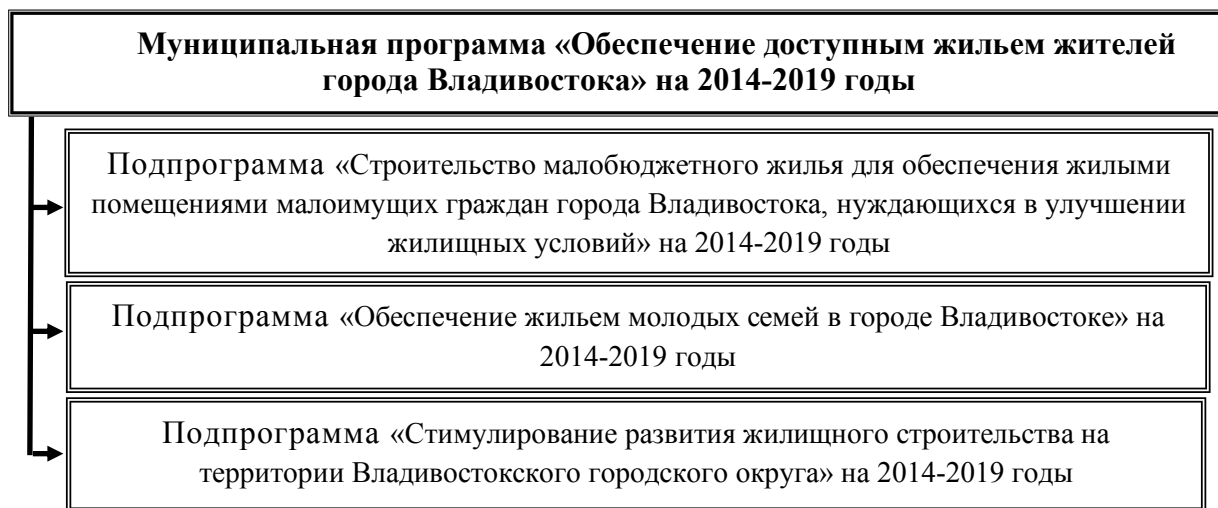 Муниципальная программа «Обеспечение доступным жильем жителей
города Владивостока» на 2014-2019 годы
Подпрограмма «Строительство малобюджетного жилья для обеспечения жилыми
помещениями малоимущих граждан города Владивостока, нуждающихся в улучшении
жилищных условий» на 2014-2019 годы
Подпрограмма «Обеспечение жильем молодых семей в городе Владивостоке» на
2014-2019 годы
Подпрограмма «Стимулирование развития жилищного строительства на
территории Владивостокского городского округа» на 2014-2019 годы